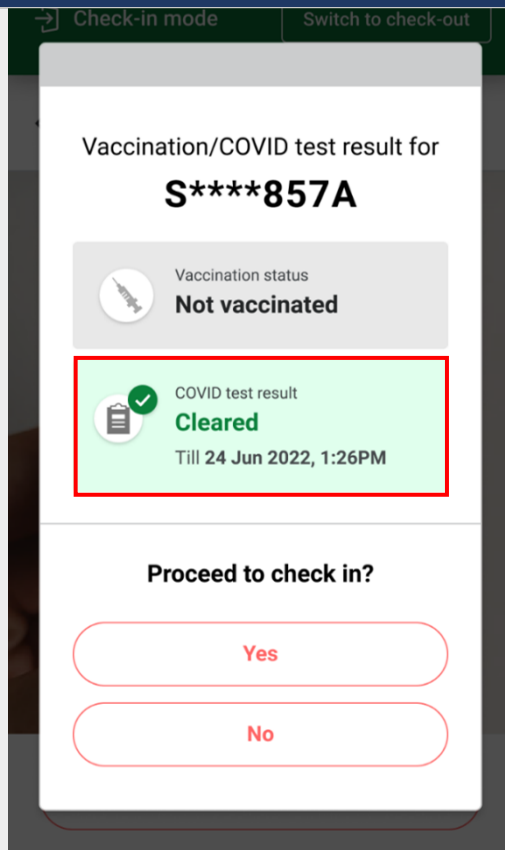 Check-in mode
Switch to check-out
Vaccination/COVID test result for
S****857A
Vaccination status
Not vaccinated
COVID test result
Cleared
Till 24 Jun 2022, 1:26PM
Proceed to check in?
Yes
No